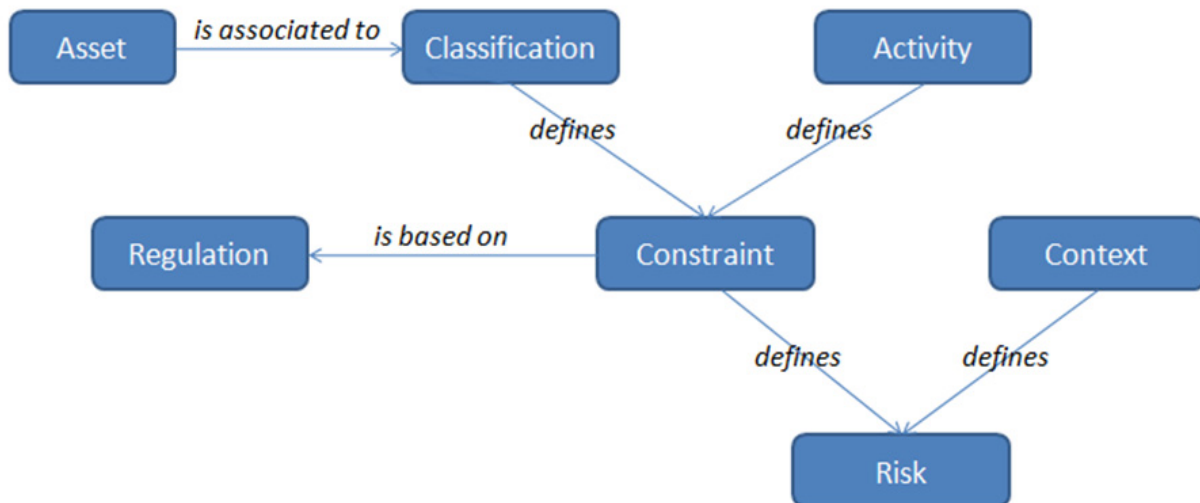 Asset
is associated to
Classification
Activity
defines
defines
Regulation
is based on
Constraint
Context
defines
defines
Risk